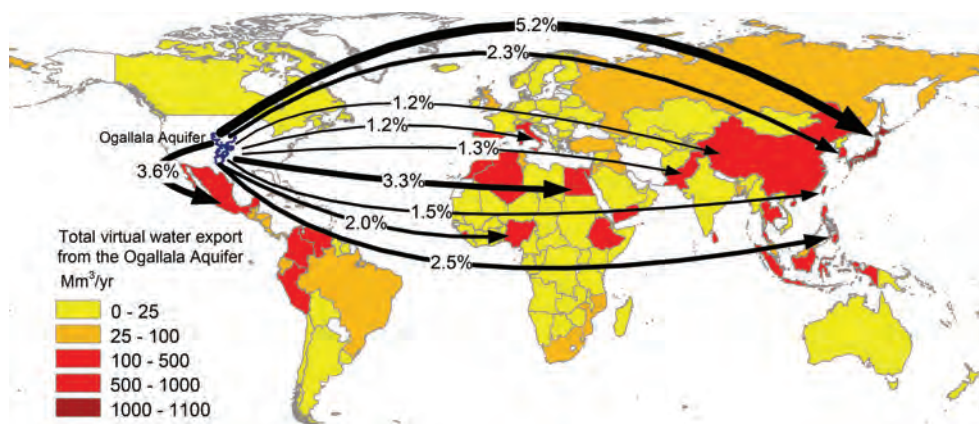 5.2%
2.3%
1.2%
Ogallala Aquifer
1.2%
1.3%
3.6%
3.3%
1.5%
2.0%
2.5%
Total virtual water export
from the Ogallala Aquifer
Mm³/yr
0 - 25
25 - 100
100 - 500
500 - 1000
1000 - 1100